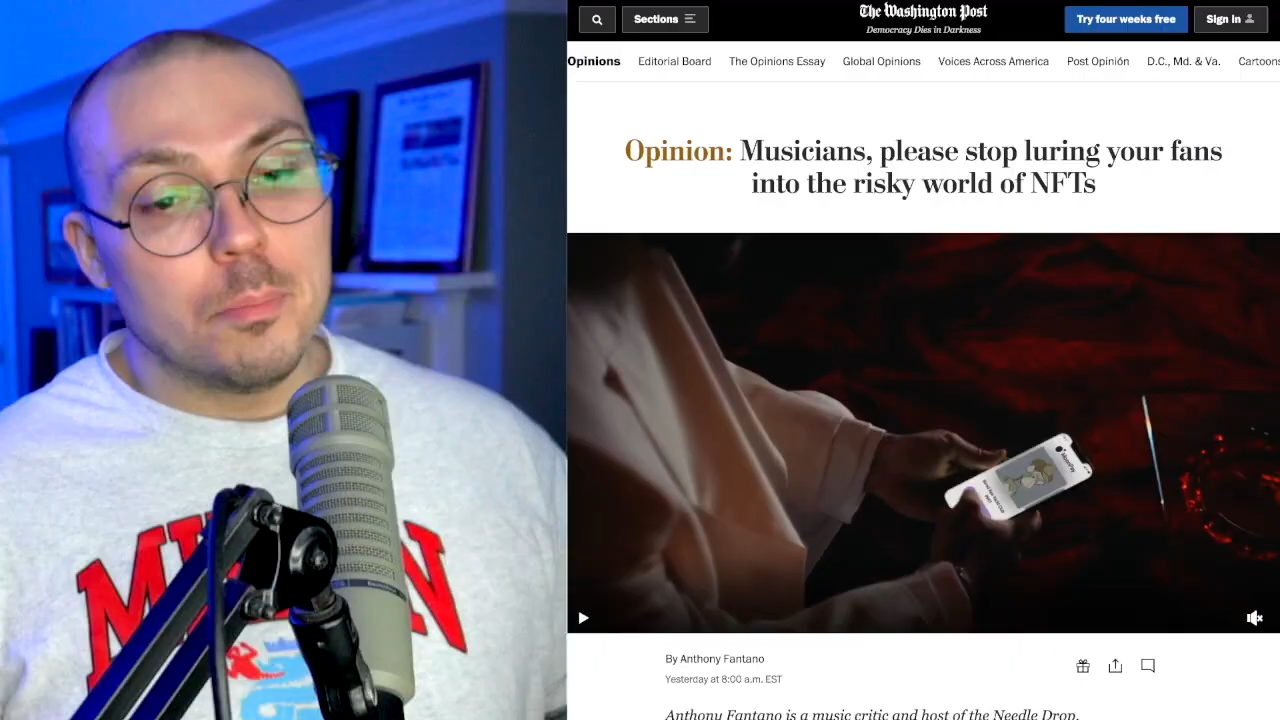 Sections
The Washington Post
Democracy Dies in Darkness
Try four weeks free
Sign in
Opinions
Editorial Board
The Opinions Essay
Global Opinions
Voices Across America
Post Opinión
D.C., Md. & Va.
Cartoons
Opinion: Musicians, please stop luring your fans
into the risky world of NFTs
By Anthony Fantano
Yesterday at 8:00 a.m. EST
Anthony Fantano is a music critic and host of the Needle Drop.